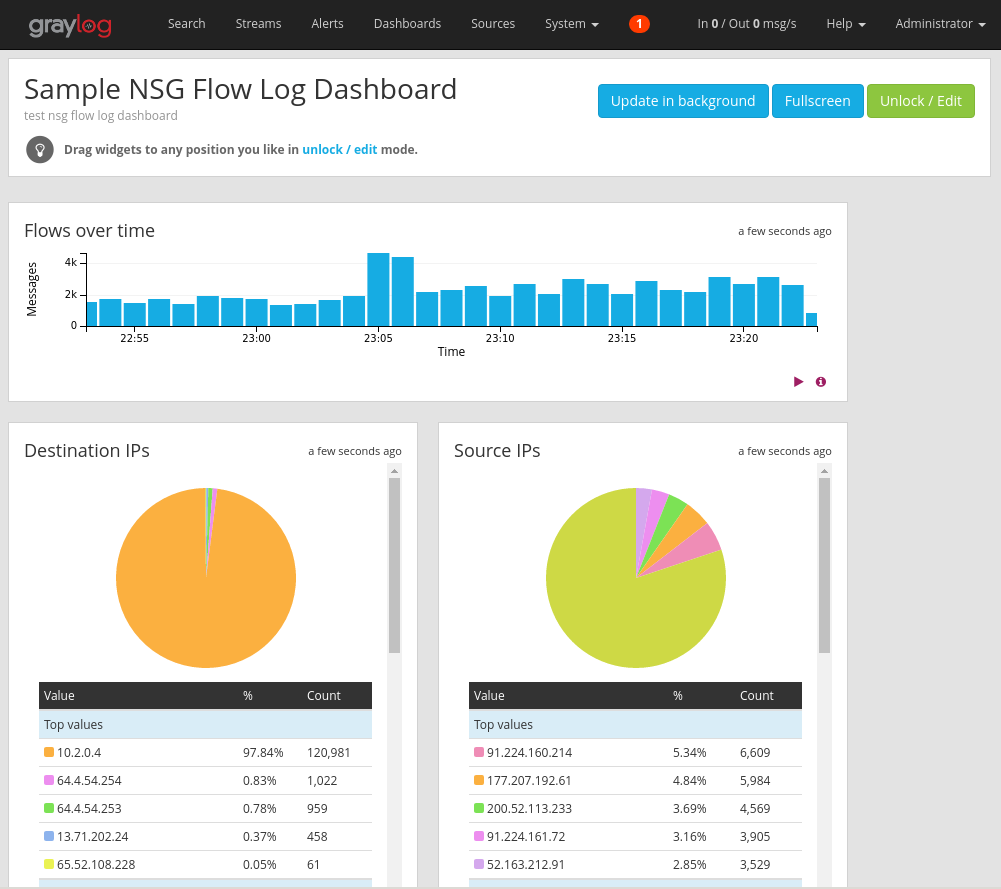 graylog Search Streams Alerts Dashboards Sources System 1 In 0 / Out 0 msg/s Help Administrator
Sample NSG Flow Log Dashboard
test nsg flow log dashboard
Update in background Fullscreen Unlock / Edit
Drag widgets to any position you like in unlock / edit mode.
Flows over time a few seconds ago
Messages
4k
2k
0
22:55 23:00 23:05 23:10 23:15 23:20
Time
Destination IPs a few seconds ago
Value % Count
Top values
10.2.0.4 97.84% 120,981
64.4.54.254 0.83% 1,022
64.4.54.253 0.78% 959
13.71.202.24 0.37% 458
65.52.108.228 0.05% 61
Source IPs a few seconds ago
Value % Count
Top values
91.224.160.214 5.34% 6,609
177.207.192.61 4.84% 5,984
200.52.113.233 3.69% 4,569
91.224.161.72 3.16% 3,905
52.163.212.91 2.85% 3,529